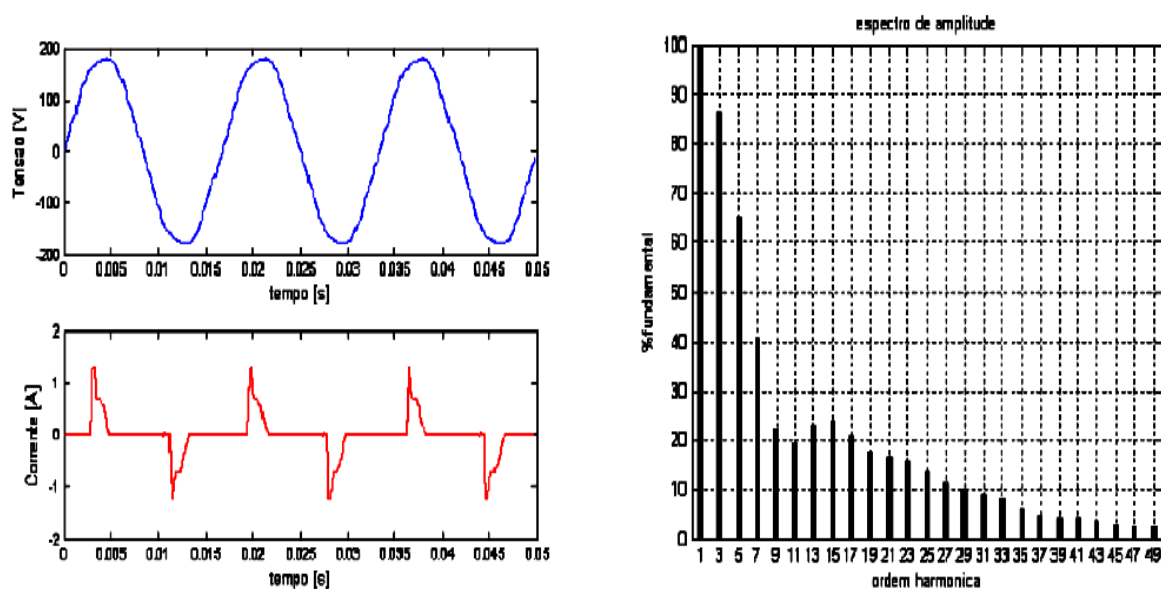 200
100
0
-100
-200
Tensao [V]
0 0.005 0.01 0.015 0.02 0.025 0.03 0.035 0.04 0.045 0.05
tempo [s]
2
1
0
-1
-2
Corrente [A]
0 0.005 0.01 0.015 0.02 0.025 0.03 0.035 0.04 0.045 0.05
tempo [s]
espectro de amplitude
100
90
80
70
60
50
40
30
20
10
0
%fundamental
1 3 5 7 9 11 13 15 17 19 21 23 25 27 29 31 33 35 37 39 41 43 45 47 49
ordem harmonica